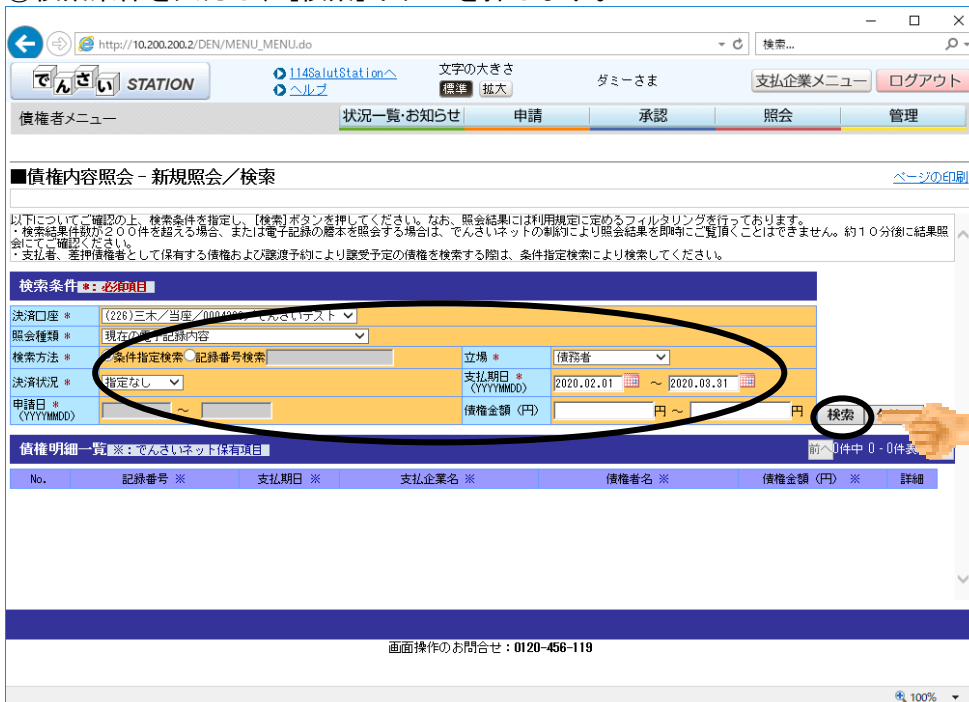 http://10.200.200.2/DEN/MENU_MENU.do
検索...
でんさい STATION
114SalutStationへ
ヘルプ
文字の大きさ
標準 拡大
ダミーさま
支払企業メニュー
ログアウト
債権者メニュー
状況一覧・お知らせ 申請 承認 照会 管理
■債権内容照会－新規照会／検索
ページの印刷
以下についてご確認の上、検索条件を指定し、[検索]ボタンを押してください。なお、照会結果には利用規定に定めるフィルタリングを行っております。
・検索結果件数が２００件を超える場合、または電子記録の謄本を照会する場合は、でんさいネットの制約により照会結果を即時にご覧頂くことはできません。約１０分後に結果照
会にてご確認ください。
・支払者、差押債権者として保有する債権および譲渡予約により譲受予定の債権を検索する際は、条件指定検索により検索してください。
検索条件 *：必須項目
決済口座 * (226)三木／当座／でんさいテスト
照会種類 * 現在の電子記録内容
検索方法 * 条件指定検索 記録番号検索 立場 * 債務者
決済状況 * 指定なし 支払期日 * (YYYYMMDD) 2020.02.01 ～ 2020.03.31
申請日 * (YYYYMMDD) ～ 債権金額（円） 円 ～ 円
検索
債権明細一覧 ※：でんさいネット保有項目
前へ 0件中 0 - 0件表
No. 記録番号 ※ 支払期日 ※ 支払企業名 ※ 債権者名 ※ 債権金額（円） ※ 詳細
画面操作のお問合せ：0120-456-119
100%